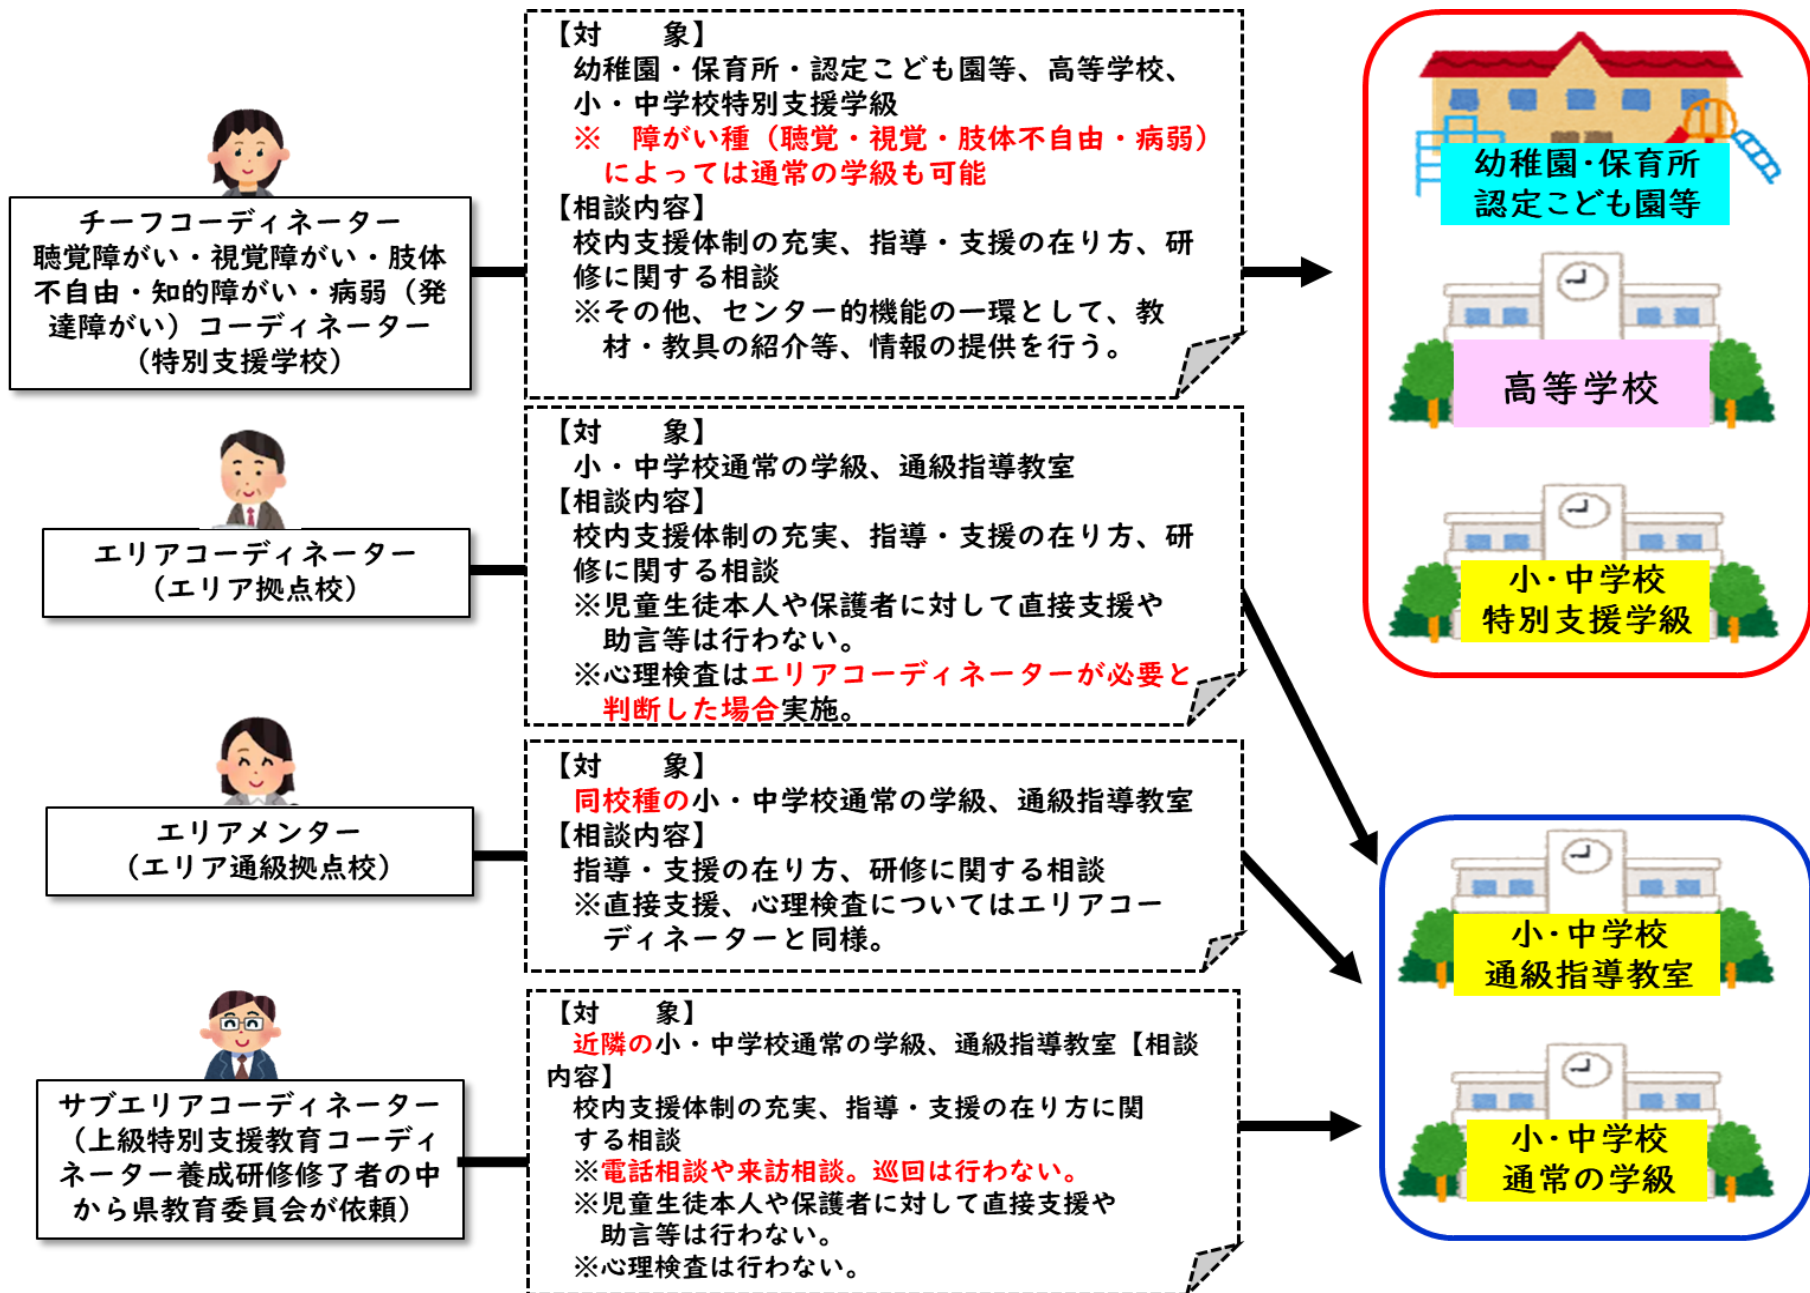 チーフコーディネーター
聴覚障がい・視覚障がい・肢体
不自由・知的障がい・病弱（発
達障がい）コーディネーター
（特別支援学校）
【対　　象】
幼稚園・保育所・認定こども園等、高等学校、
小・中学校特別支援学級
※　障がい種（聴覚・視覚・肢体不自由・病弱）
によっては通常の学級も可能
【相談内容】
校内支援体制の充実、指導・支援の在り方、研
修に関する相談
※その他、センター的機能の一環として、教
材・教具の紹介等、情報の提供を行う。
エリアコーディネーター
（エリア拠点校）
【対　　象】
小・中学校通常の学級、通級指導教室
【相談内容】
校内支援体制の充実、指導・支援の在り方、研
修に関する相談
※児童生徒本人や保護者に対して直接支援や
助言等は行わない。
※心理検査はエリアコーディネーターが必要と
判断した場合実施。
エリアメンター
（エリア通級拠点校）
【対　　象】
同校種の小・中学校通常の学級、通級指導教室
【相談内容】
指導・支援の在り方、研修に関する相談
※直接支援、心理検査についてはエリアコー
ディネーターと同様。
サブエリアコーディネーター
（上級特別支援教育コーディ
ネーター養成研修修了者の中
から県教育委員会が依頼）
【対　　象】
近隣の小・中学校通常の学級、通級指導教室【相談
内容】
校内支援体制の充実、指導・支援の在り方に関
する相談
※電話相談や来訪相談。巡回は行わない。
※児童生徒本人や保護者に対して直接支援や
助言等は行わない。
※心理検査は行わない。
幼稚園・保育所
認定こども園等
高等学校
小・中学校
特別支援学級
小・中学校
通級指導教室
小・中学校
通常の学級